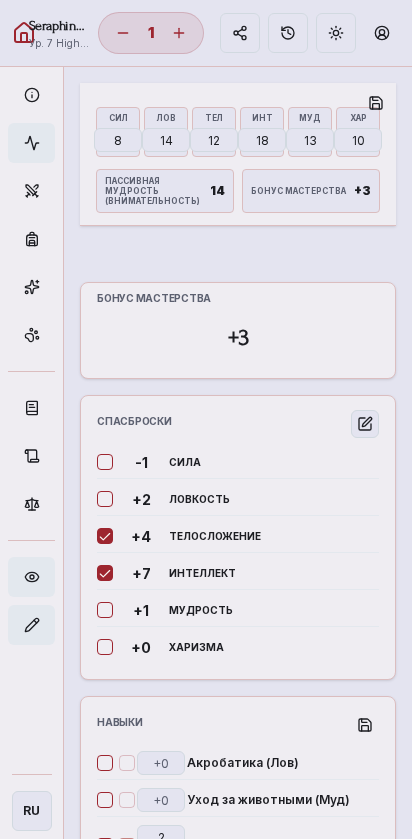 Seraphin...
Ур. 7 High...
1
СИЛ ЛОВ ТЕЛ ИНТ МУД ХАР
8 14 12 18 13 10
ПАССИВНАЯ
МУДРОСТЬ
(ВНИМАТЕЛЬНОСТЬ) 14
БОНУС МАСТЕРСТВА +3
БОНУС МАСТЕРСТВА
+3
СПАСБРОСКИ
-1 СИЛА
+2 ЛОВКОСТЬ
+4 ТЕЛОСЛОЖЕНИЕ
+7 ИНТЕЛЛЕКТ
+1 МУДРОСТЬ
+0 ХАРИЗМА
НАВЫКИ
+0 Акробатика (Лов)
+0 Уход за животными (Муд)
RU